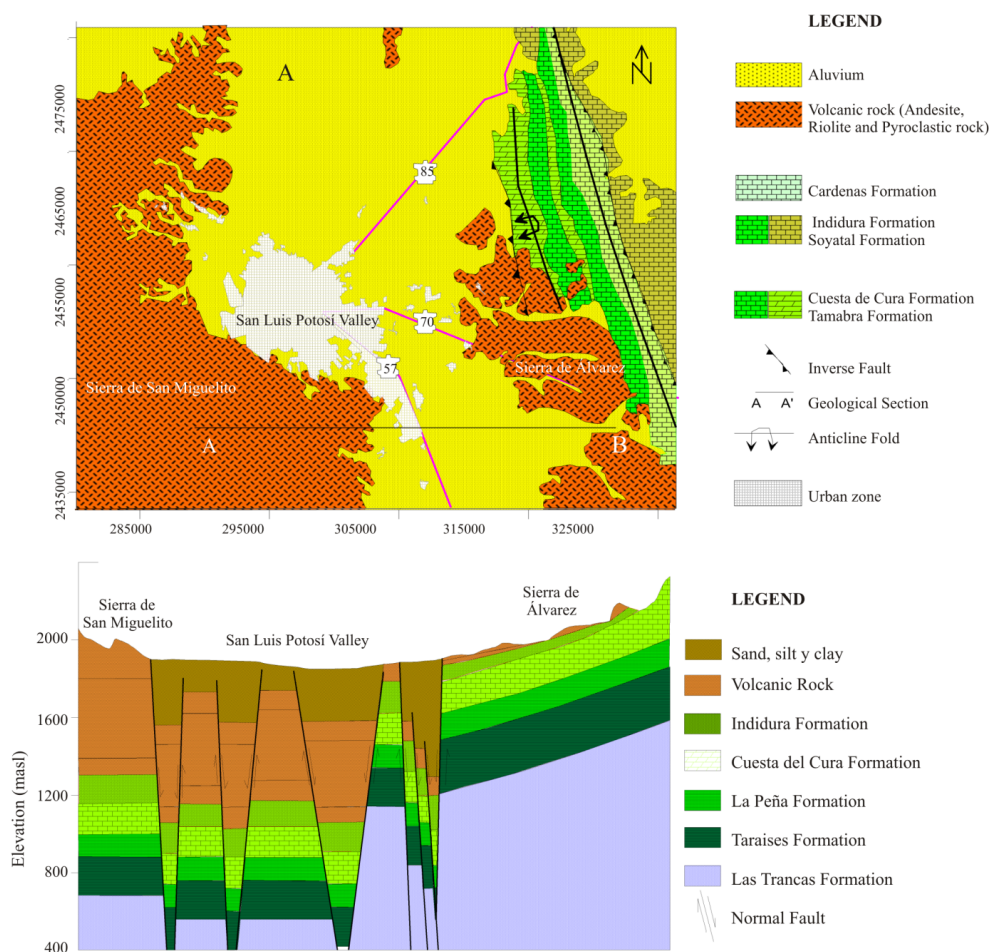 LEGEND
A
N
Aluvium
Volcanic rock (Andesite,
Riolite and Pyroclastic rock)
Cardenas Formation
Indidura Formation
Soyatal Formation
Cuesta de Cura Formation
Tamabra Formation
Inverse Fault
A A' Geological Section
Anticline Fold
Urban zone
2475000
2465000
2455000
2450000
2435000
85
San Luis Potosí Valley
70
57
Sierra de San Miguelito
Sierra de Álvarez
A
B
285000 295000 305000 315000 325000
LEGEND
Sierra de
San Miguelito
San Luis Potosí Valley
Sierra de
Álvarez
Elevation (masl)
2000
1600
1200
800
400
Sand, silt y clay
Volcanic Rock
Indidura Formation
Cuesta del Cura Formation
La Peña Formation
Taraises Formation
Las Trancas Formation
Normal Fault